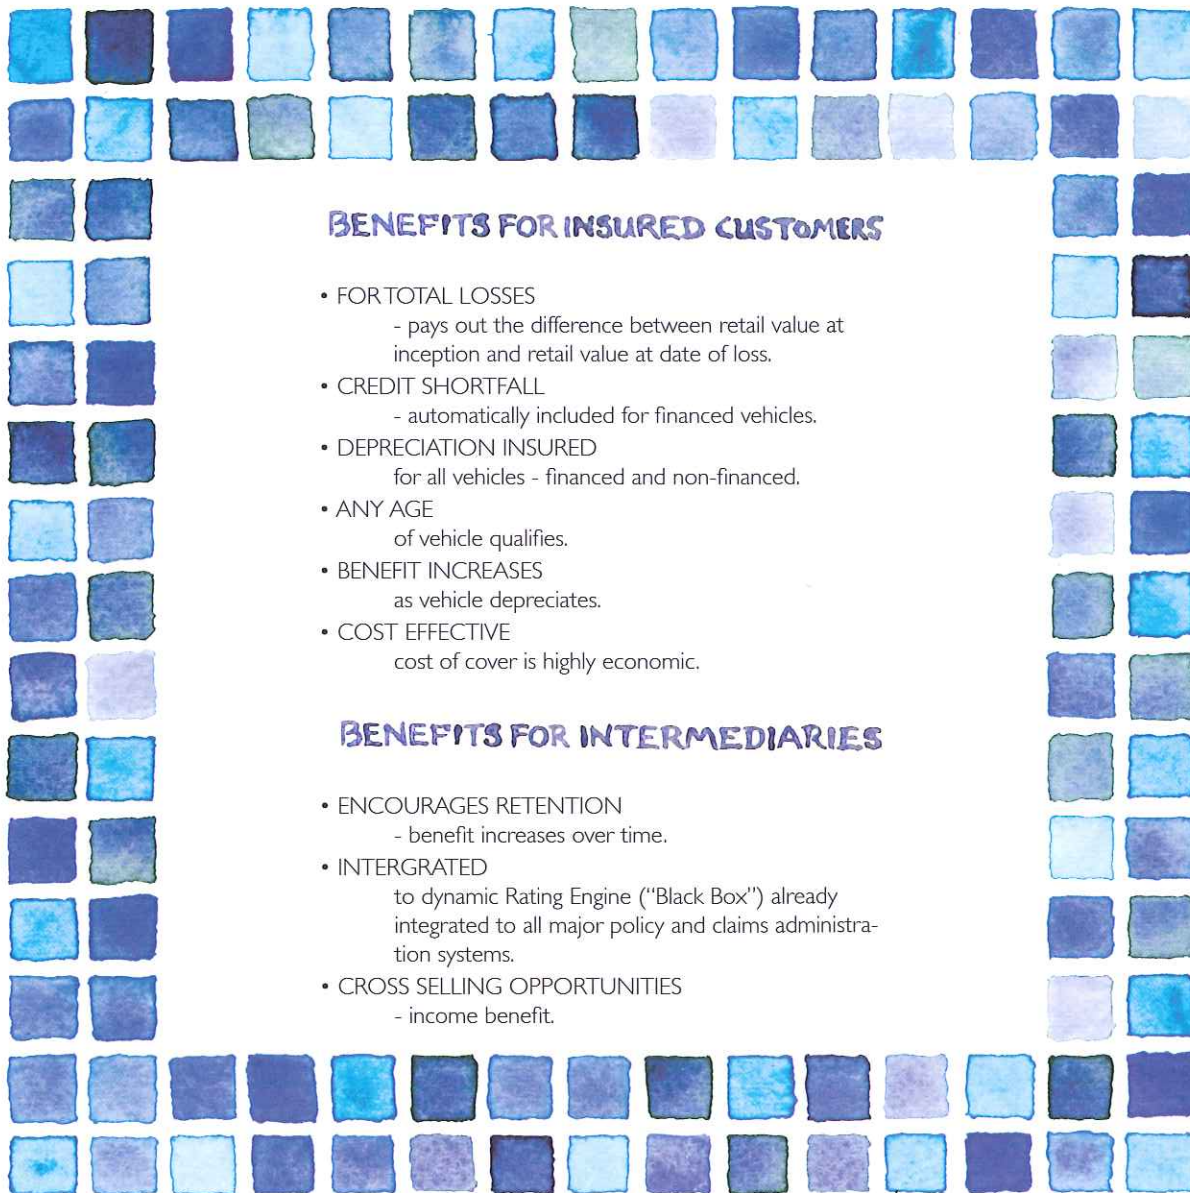 BENEFITS FOR INSURED CUSTOMERS
• FOR TOTAL LOSSES
- pays out the difference between retail value at
inception and retail value at date of loss.
• CREDIT SHORTFALL
- automatically included for financed vehicles.
• DEPRECIATION INSURED
for all vehicles - financed and non-financed.
• ANY AGE
of vehicle qualifies.
• BENEFIT INCREASES
as vehicle depreciates.
• COST EFFECTIVE
cost of cover is highly economic.
BENEFITS FOR INTERMEDIARIES
• ENCOURAGES RETENTION
- benefit increases over time.
• INTERGRATED
to dynamic Rating Engine (“Black Box”) already
integrated to all major policy and claims administra-
tion systems.
• CROSS SELLING OPPORTUNITIES
- income benefit.